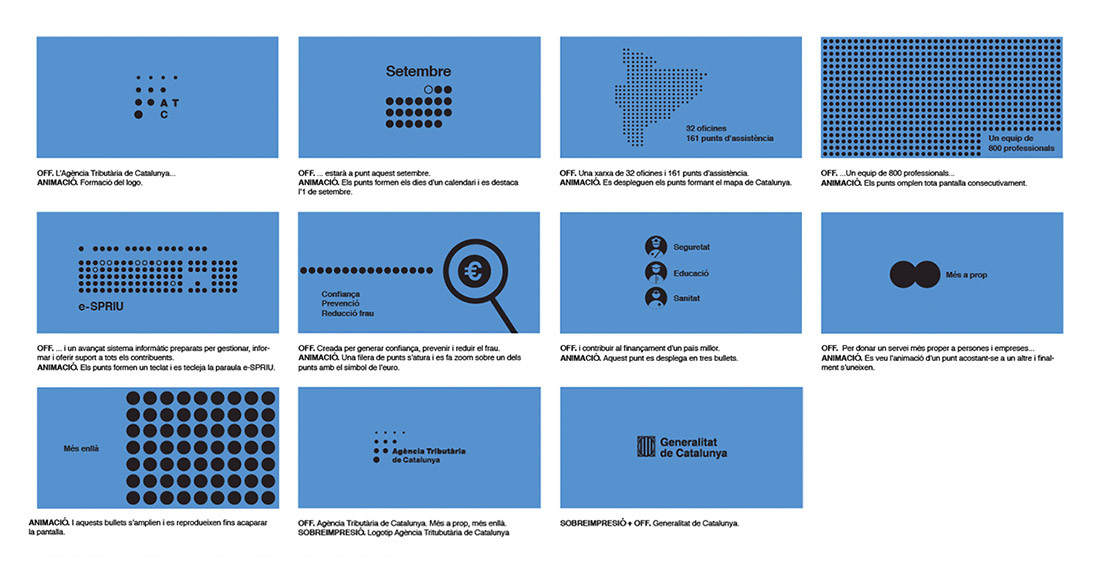 A T
C
OFF. L'Agència Tributària de Catalunya...
ANIMACIÓ. Formació del logo.
Setembre
OFF. ... estarà a punt aquest setembre.
ANIMACIÓ. Els punts formen els dies d'un calendari i es destaca
l'1 de setembre.
32 oficines
161 punts d'assistència
OFF. Una xarxa de 32 oficines i 161 punts d'assistència.
ANIMACIÓ. Es despleguen els punts formant el mapa de Catalunya.
Un equip de
800 professionals
OFF. ...Un equip de 800 professionals...
ANIMACIÓ. Els punts omplen tota pantalla consecutivament.
e-SPRIU
OFF. ... i un avançat sistema informàtic preparats per gestionar, infor-
mar i oferir suport a tots els contribuents.
ANIMACIÓ. Els punts formen un teclat i es tecleja la paraula e-SPRIU.
€
Confiança
Prevenció
Reducció frau
OFF. Creada per generar confiança, prevenir i reduir el frau.
ANIMACIÓ. Una filera de punts s'atura i es fa zoom sobre un dels
punts amb el símbol de l'euro.
Seguretat
Educació
Sanitat
OFF. i contribuir al finançament d'un país millor.
ANIMACIÓ. Aquest punt es desplega en tres bullets.
Més a prop
OFF. Per donar un servei més proper a persones i empreses...
ANIMACIÓ. Es veu l'animació d'un punt acostant-se a un altre i final-
ment s'uneixen.
Més enllà
ANIMACIÓ. I aquests bullets s'amplien i es reprodueixen fins acaparar
la pantalla.
Agència Tributària
de Catalunya
OFF. Agència Tributària de Catalunya. Més a prop, més enllà.
SOBREIMPRESIÓ. Logotip Agència Tritubutària de Catalunya
Generalitat
de Catalunya
SOBREIMPRESIÓ + OFF. Generalitat de Catalunya.